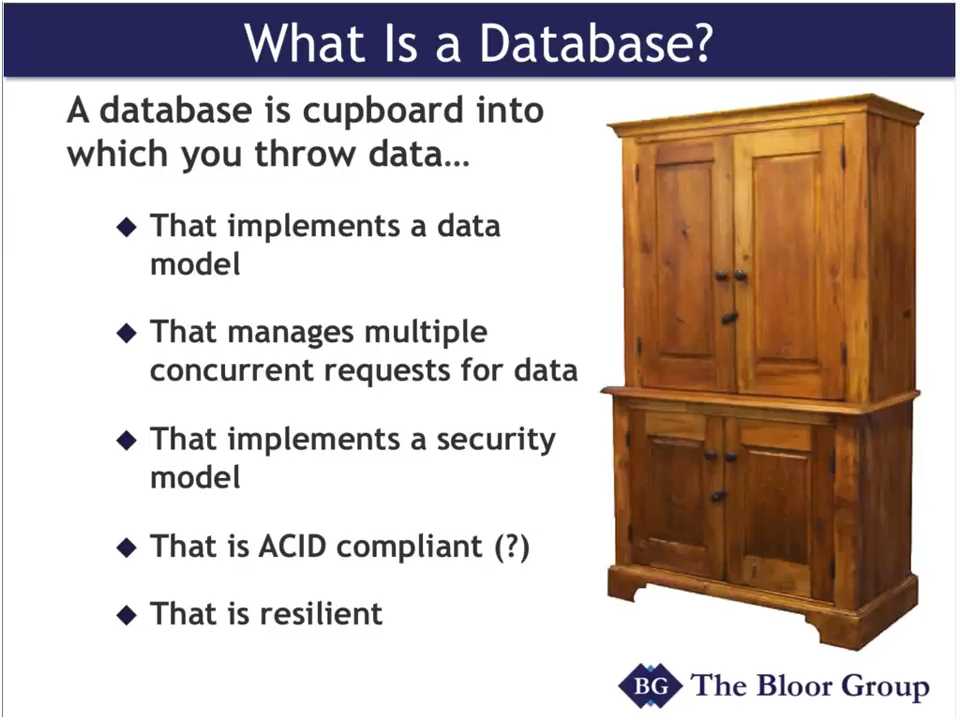 What Is a Database?
A database is cupboard into
which you throw data…
That implements a data
model
That manages multiple
concurrent requests for data
That implements a security
model
That is ACID compliant (?)
That is resilient
BG The Bloor Group